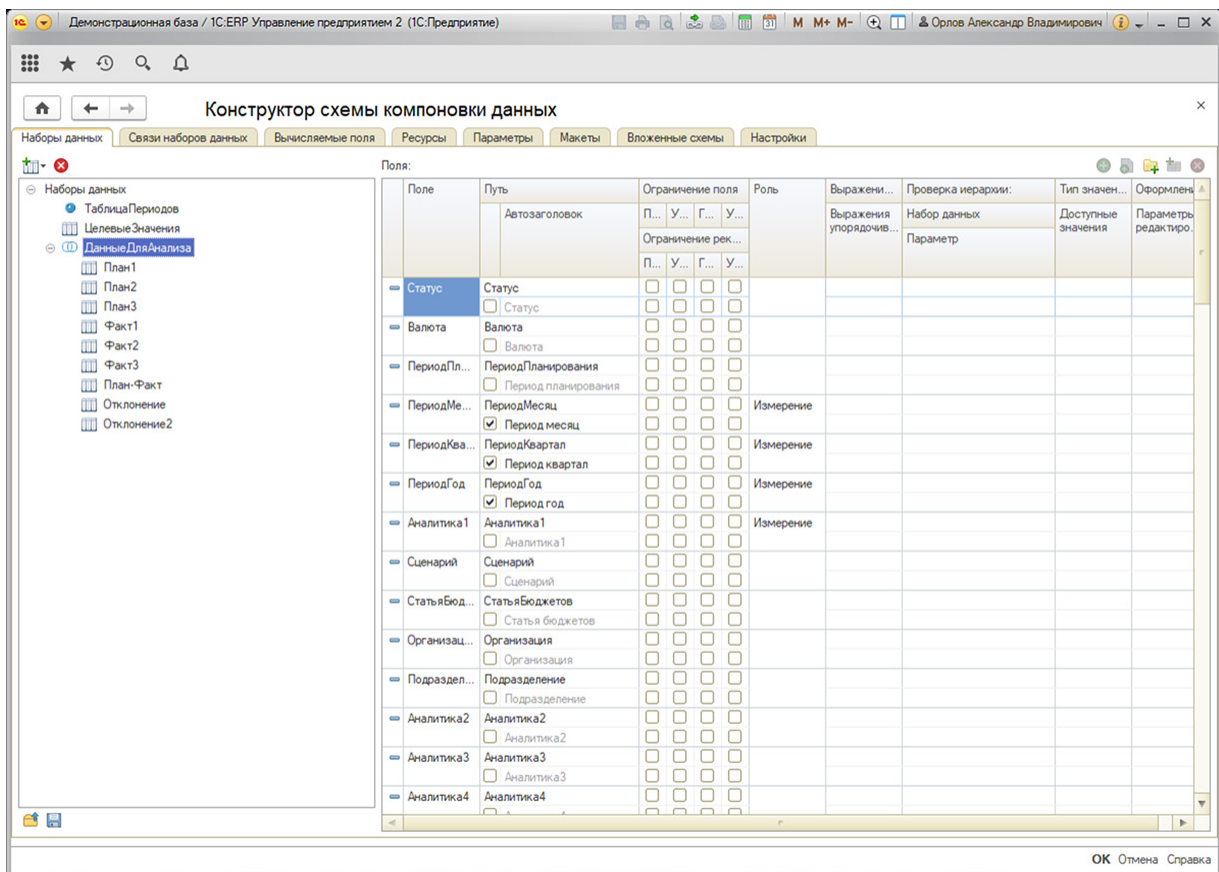 Демонстрационная база / 1С:ERP Управление предприятием 2 (1С:Предприятие)
M M+ M-
Орлов Александр Владимирович
Конструктор схемы компоновки данных
Наборы данных Связи наборов данных Вычисляемые поля Ресурсы Параметры Макеты Вложенные схемы Настройки
Поля:
Наборы данных
ТаблицаПериодов
ЦелевыеЗначения
ДанныеДляАнализа
План1
План2
План3
Факт1
Факт2
Факт3
План-Факт
Отклонение
Отклонение2
Поле Путь Ограничение поля Роль Выражени... Проверка иерархии: Тип значен... Оформлен
Автозаголовок П... У... Г... У... Выражения упорядочив... Набор данных Доступные значения Параметры редактиро.
Ограничение рек... Параметр
П... У... Г... У...
Статус Статус
Статус
Валюта Валюта
Валюта
ПериодПл... ПериодПланирования
Период планирования
ПериодМе... ПериодМесяц Измерение
Период месяц
ПериодКва... ПериодКвартал Измерение
Период квартал
ПериодГод ПериодГод Измерение
Период год
Аналитика1 Аналитика1 Измерение
Аналитика1
Сценарий Сценарий
Сценарий
СтатьяБюд... СтатьяБюджетов
Статья бюджетов
Организац... Организация
Организация
Подраздел... Подразделение
Подразделение
Аналитика2 Аналитика2
Аналитика2
Аналитика3 Аналитика3
Аналитика3
Аналитика4 Аналитика4
ОК Отмена Справка